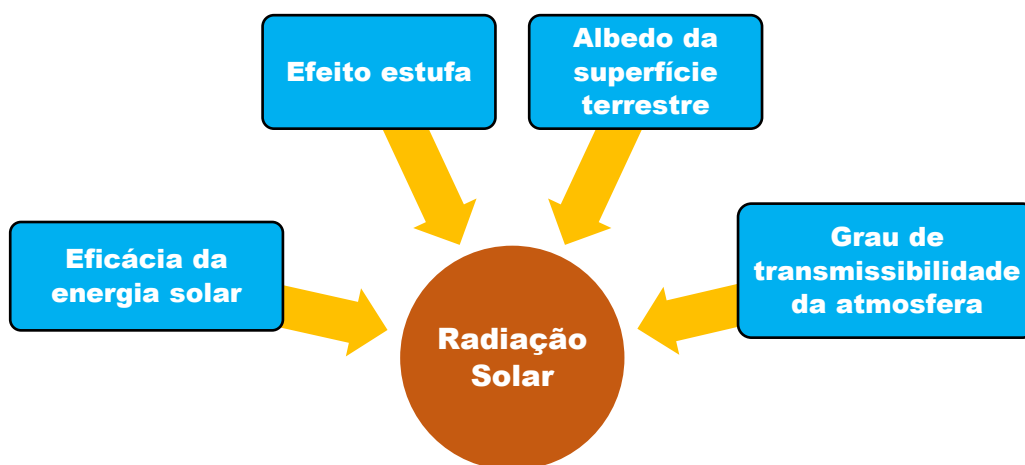 Efeito estufa
Albedo da
superfície
terrestre
Eficácia da
energia solar
Grau de
transmissibilidade
da atmosfera
Radiação
Solar